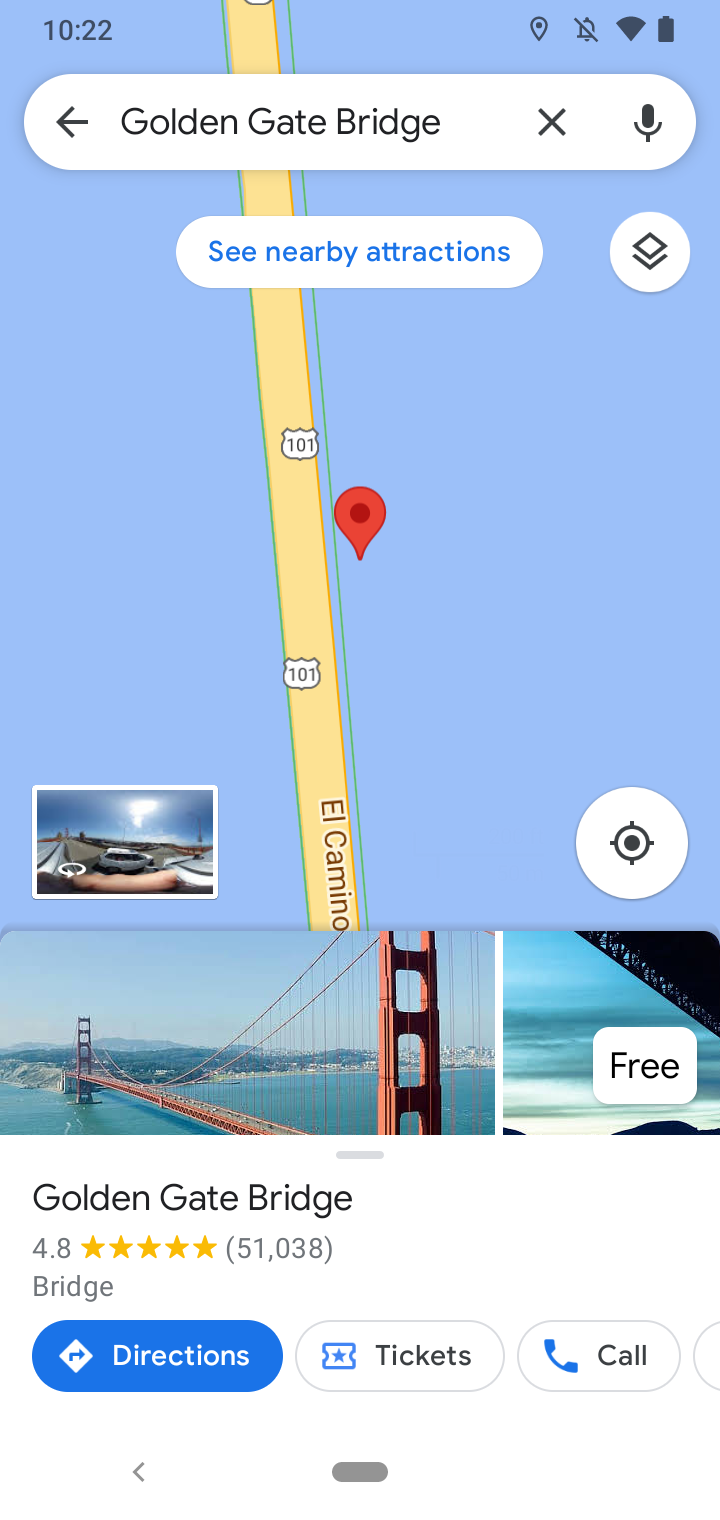 10:22
Golden Gate Bridge
See nearby attractions
101
101
El Camino
Free
Golden Gate Bridge
4.8 (51,038)
Bridge
Directions
Tickets
Call